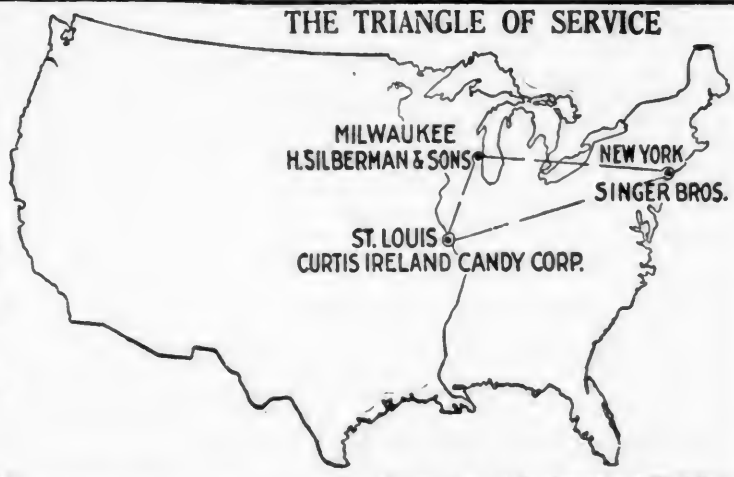 THE TRIANGLE OF SERVICE
MILWAUKEE
H. SILBERMAN & SONS
NEW YORK
SINGER BROS.
ST. LOUIS
CURTIS IRELAND CANDY CORP.